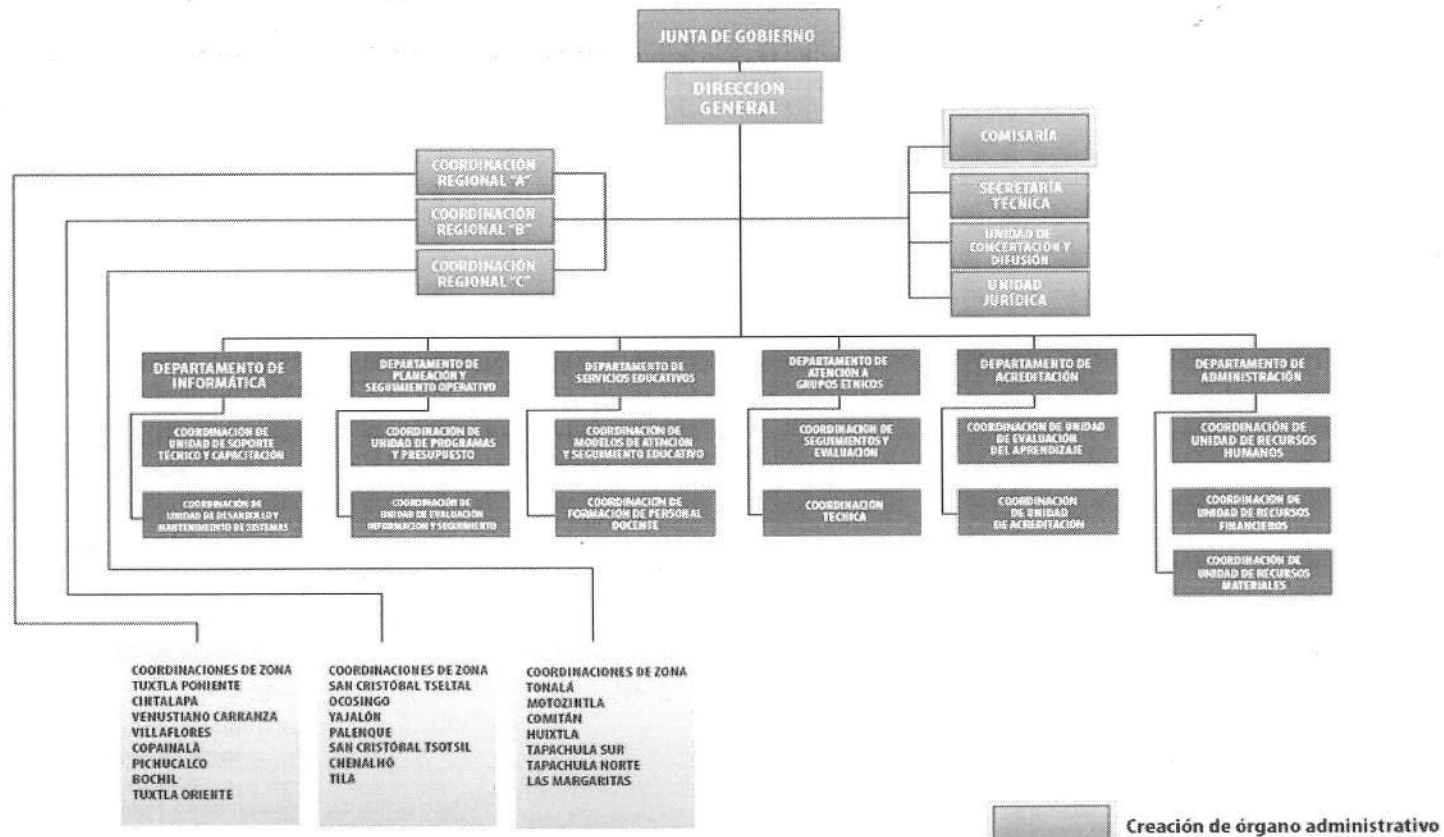 JUNTA DE GOBIERNO
DIRECCIÓN
GENERAL
COMISARÍA
SECRETARÍA
TÉCNICA
UNIDAD DE
CONCERTACIÓN Y
DIFUSIÓN
UNIDAD
JURÍDICA
COORDINACIÓN
REGIONAL "A"
COORDINACIÓN
REGIONAL "B"
COORDINACIÓN
REGIONAL "C"
DEPARTAMENTO DE
INFORMÁTICA
COORDINACIÓN DE
UNIDAD DE SOPORTE
TÉCNICO Y CAPACITACIÓN
COORDINACIÓN DE
UNIDAD DE DESARROLLO Y
MANTENIMIENTO DE SISTEMAS
DEPARTAMENTO DE
PLANEACIÓN Y
SEGUIMIENTO OPERATIVO
COORDINACIÓN DE
UNIDAD DE PROGRAMAS
Y PRESUPUESTO
COORDINACIÓN DE
UNIDAD DE EVALUACIÓN
INFORMACIÓN Y SEGUIMIENTO
DEPARTAMENTO DE
SERVICIOS EDUCATIVOS
COORDINACIÓN DE
MODELOS DE ATENCIÓN
Y SEGUIMIENTO EDUCATIVO
COORDINACIÓN DE
FORMACIÓN DE PERSONAL
DOCENTE
DEPARTAMENTO DE
ATENCIÓN A
GRUPOS ÉTNICOS
COORDINACIÓN DE
SEGUIMIENTOS Y
EVALUACIÓN
COORDINACIÓN
TÉCNICA
DEPARTAMENTO DE
ACREDITACIÓN
COORDINACIÓN DE UNIDAD
DE EVALUACIÓN
DEL APRENDIZAJE
COORDINACIÓN
DE UNIDAD
DE ACREDITACIÓN
DEPARTAMENTO DE
ADMINISTRACIÓN
COORDINACIÓN DE
UNIDAD DE RECURSOS
HUMANOS
COORDINACIÓN DE
UNIDAD DE RECURSOS
FINANCIEROS
COORDINACIÓN DE
UNIDAD DE RECURSOS
MATERIALES
COORDINACIONES DE ZONA
TUXTLA PONIENTE
CINTALAPA
VENUSTIANO CARRANZA
VILLAFLORES
COPAINALÁ
PICHUCALCO
BOCHIL
TUXTLA ORIENTE
COORDINACIONES DE ZONA
SAN CRISTÓBAL TSELTAL
OCOSINGO
YAJALÓN
PALENQUE
SAN CRISTÓBAL TSOTSIL
CHENALHÓ
TILA
COORDINACIONES DE ZONA
TONALÁ
MOTOZINTLA
COMITÁN
HUIXTLA
TAPACHULA SUR
TAPACHULA NORTE
LAS MARGARITAS
Creación de órgano administrativo